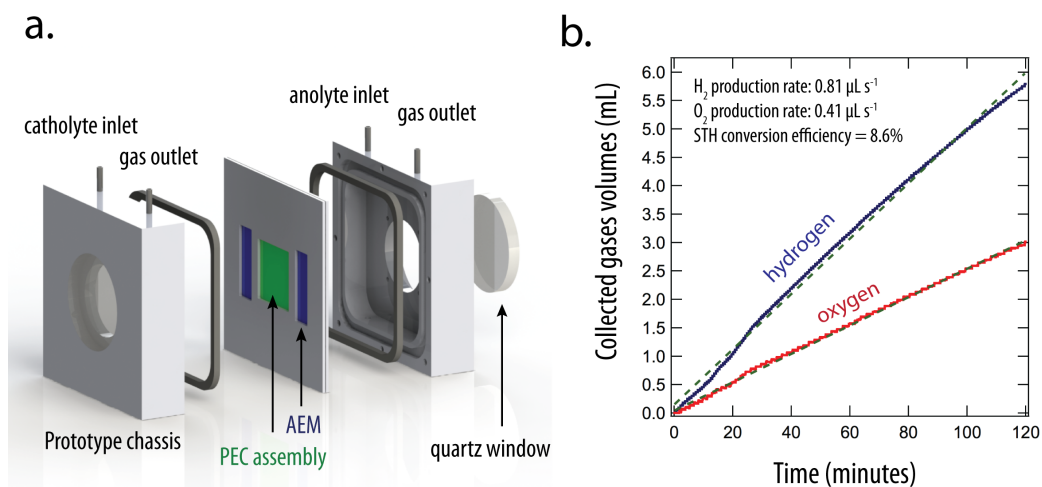 a.
catholyte inlet
gas outlet
anolyte inlet
gas outlet
Prototype chassis
PEC assembly
AEM
quartz window
b.
H₂ production rate: 0.81 μL s⁻¹
O₂ production rate: 0.41 μL s⁻¹
STH conversion efficiency = 8.6%
hydrogen
oxygen
Collected gases volumes (mL)
6.0
5.5
5.0
4.5
4.0
3.5
3.0
2.5
2.0
1.5
1.0
0.5
0.0
0
20
40
60
80
100
120
Time (minutes)